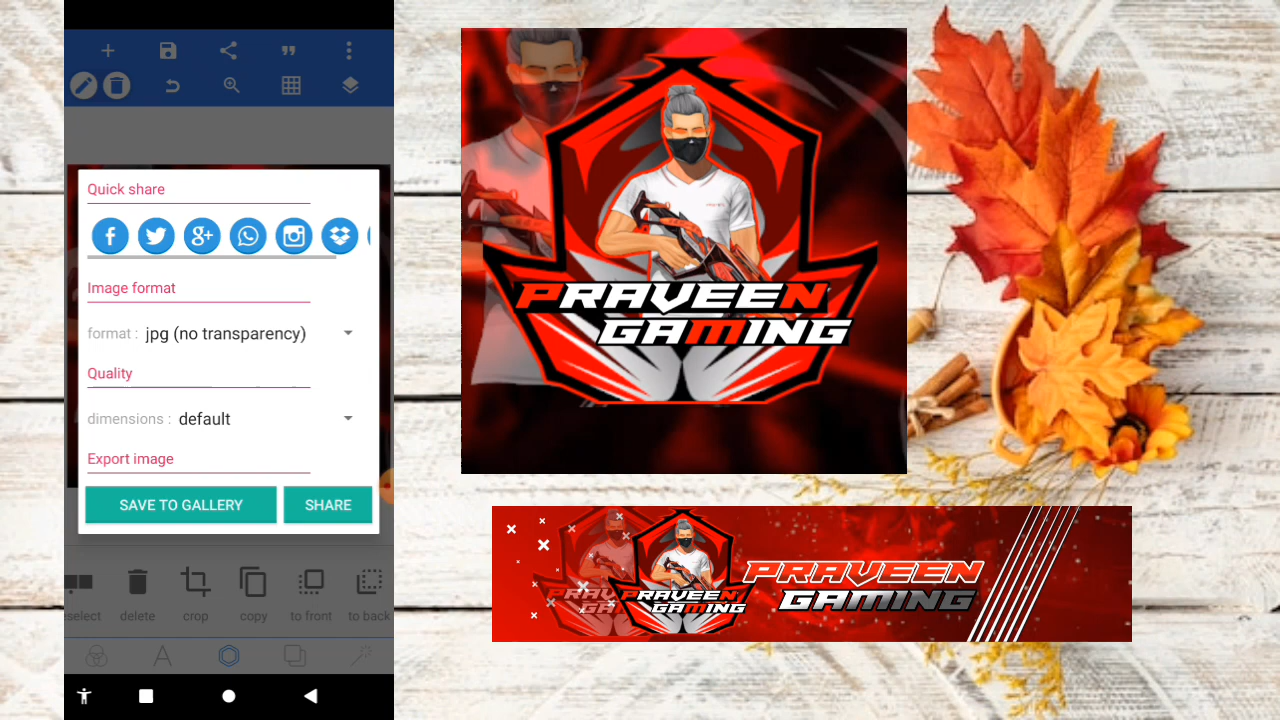 Quick share
Image format
format : jpg (no transparency)
Quality
dimensions : default
Export image
SAVE TO GALLERY SHARE
delete crop copy to front to back
PRAVEEN
GAMING
PRAVEEN
GAMING
PRAVEEN
GAMING